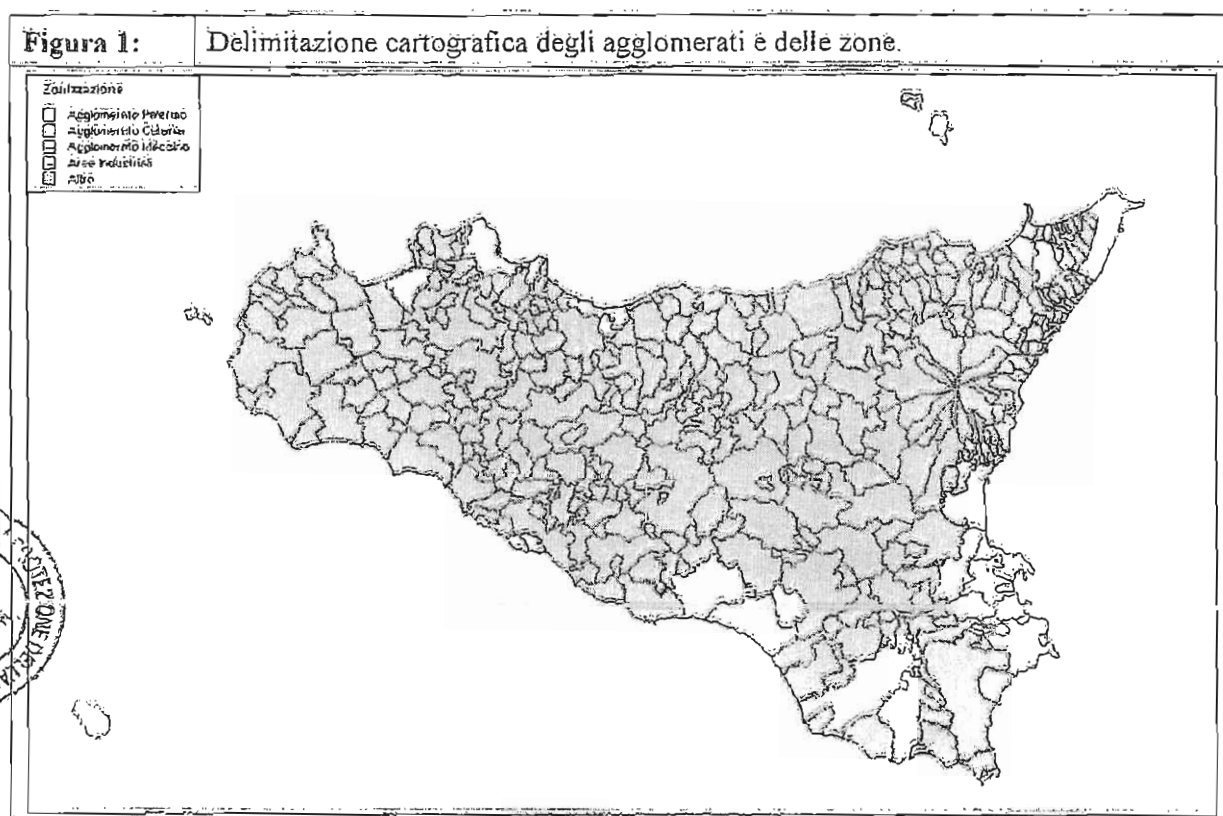 Figura 1:
Delimitazione cartografica degli agglomerati e delle zone.
Zonizzazione
Agglomerato Palermo
Agglomerato Catania
Agglomerato Messina
Aree Industriali
Altro